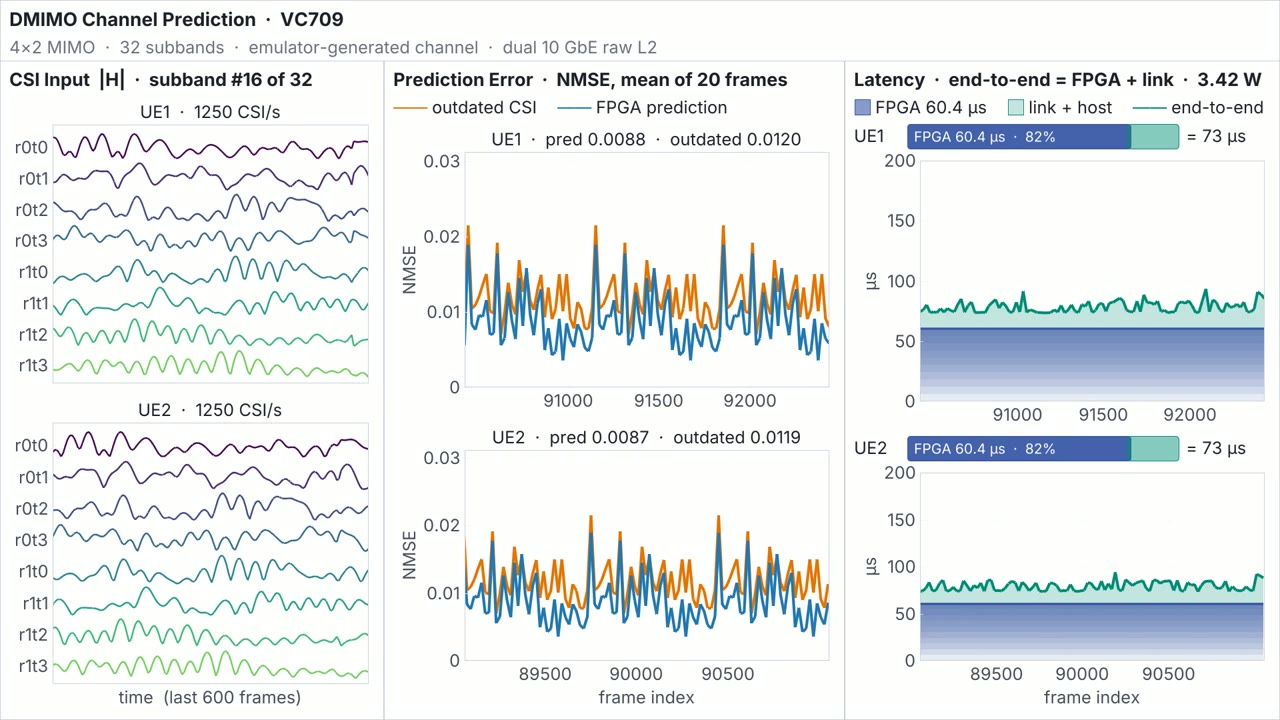 DMIMO Channel Prediction · VC709
4×2 MIMO · 32 subbands · emulator-generated channel · dual 10 GbE raw L2
CSI Input |H| · subband #16 of 32
UE1 · 1250 CSI/s
r0t0
r0t1
r0t2
r0t3
r1t0
r1t1
r1t2
r1t3
UE2 · 1250 CSI/s
r0t0
r0t1
r0t2
r0t3
r1t0
r1t1
r1t2
r1t3
time (last 600 frames)
Prediction Error · NMSE, mean of 20 frames
outdated CSI FPGA prediction
UE1 · pred 0.0088 · outdated 0.0120
0.03
0.02
0.01
0
NMSE
91000 91500 92000
UE2 · pred 0.0087 · outdated 0.0119
0.03
0.02
0.01
0
NMSE
89500 90000 90500
frame index
Latency · end-to-end = FPGA + link · 3.42 W
FPGA 60.4 µs link + host end-to-end
UE1 FPGA 60.4 µs · 82% = 73 µs
200
150
100
50
0
µs
91000 91500 92000
UE2 FPGA 60.4 µs · 82% = 73 µs
200
150
100
50
0
µs
89500 90000 90500
frame index